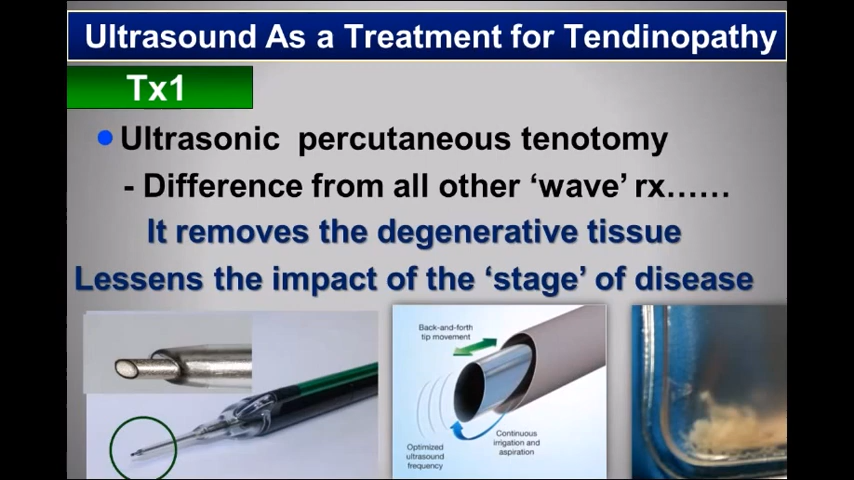 Ultrasound As a Treatment for Tendinopathy
Tx1
Ultrasonic percutaneous tenotomy
- Difference from all other ‘wave’ rx……
It removes the degenerative tissue
Lessens the impact of the ‘stage’ of disease
Back-and-forth
tip movement
Optimized
ultrasound
frequency
Continuous
irrigation and
aspiration